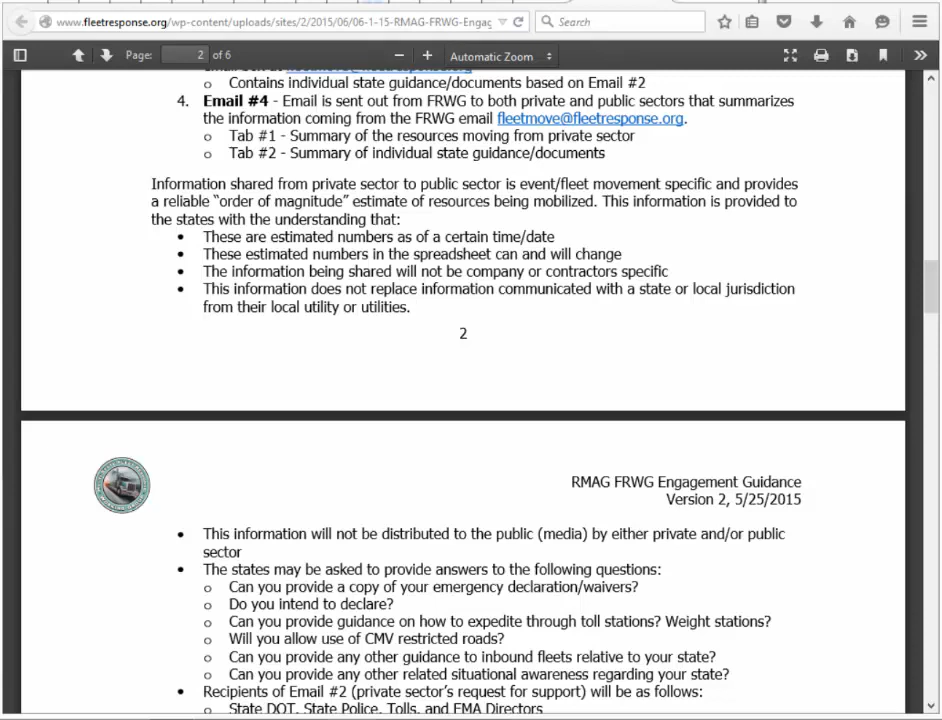 www.fleetresponse.org/wp-content/uploads/sites/2/2015/06/06-1-15-RMAG-FRWG-Engag
Search
Page: 2 of 6
Automatic Zoom
o Contains individual state guidance/documents based on Email #2
4. Email #4 - Email is sent out from FRWG to both private and public sectors that summarizes
the information coming from the FRWG email fleetmove@fleetresponse.org.
o Tab #1 - Summary of the resources moving from private sector
o Tab #2 - Summary of individual state guidance/documents
Information shared from private sector to public sector is event/fleet movement specific and provides
a reliable “order of magnitude” estimate of resources being mobilized. This information is provided to
the states with the understanding that:
• These are estimated numbers as of a certain time/date
• These estimated numbers in the spreadsheet can and will change
• The information being shared will not be company or contractors specific
• This information does not replace information communicated with a state or local jurisdiction
from their local utility or utilities.
2
RMAG FRWG Engagement Guidance
Version 2, 5/25/2015
• This information will not be distributed to the public (media) by either private and/or public
sector
• The states may be asked to provide answers to the following questions:
o Can you provide a copy of your emergency declaration/waivers?
o Do you intend to declare?
o Can you provide guidance on how to expedite through toll stations? Weight stations?
o Will you allow use of CMV restricted roads?
o Can you provide any other guidance to inbound fleets relative to your state?
o Can you provide any other related situational awareness regarding your state?
• Recipients of Email #2 (private sector’s request for support) will be as follows:
o State DOT, State Police, Tolls, and EMA Directors